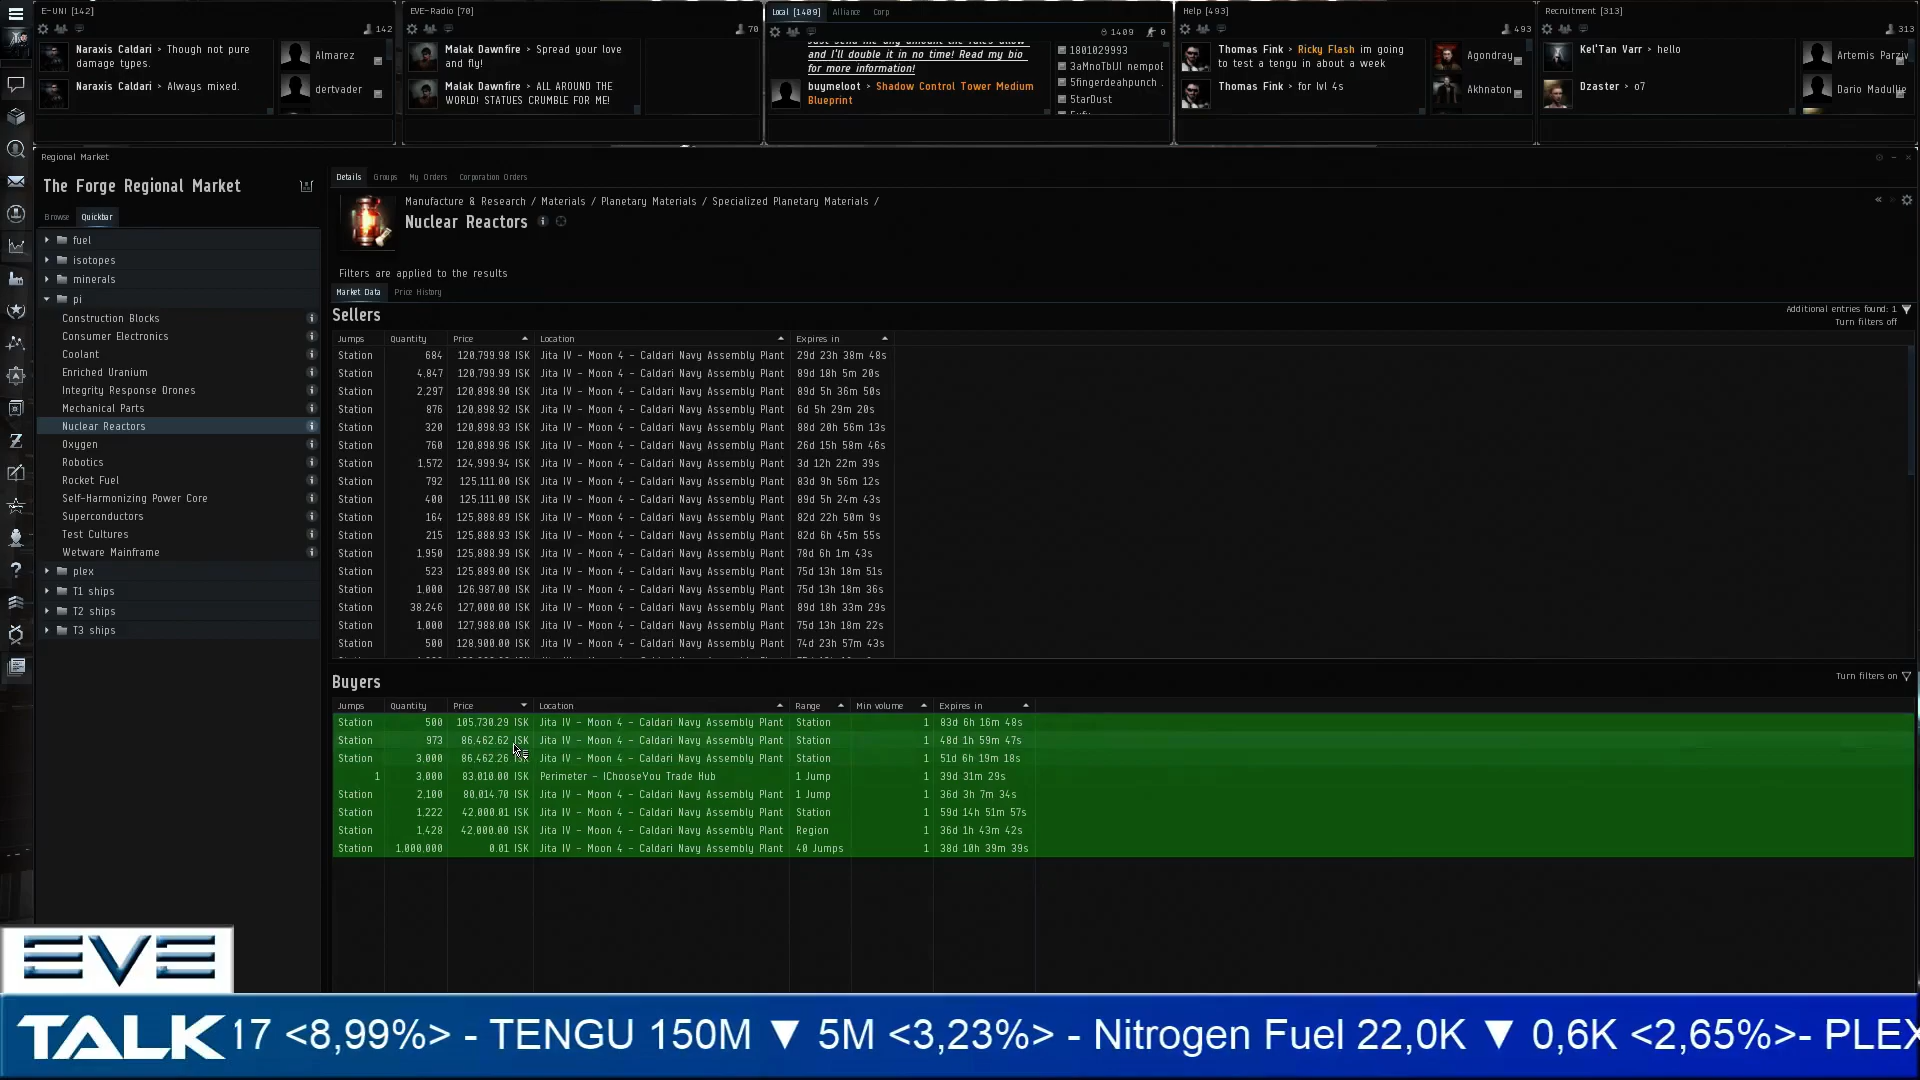 E-UNI [142]
142
Naraxis Caldari > Though not pure
damage types.
Naraxis Caldari > Always mixed.
Almarez
dertvader
EVE-Radio [70]
70
Malak Dawnfire > Spread your love
and fly!
Malak Dawnfire > ALL AROUND THE
WORLD! STATUES CRUMBLE FOR ME!
Local [1409] Alliance Corp
1409 0
and I'll double it in no time! Read my bio
for more information!
buymeloot > Shadow Control Tower Medium
Blueprint
1801029993
5fingerdeahpunch
5tarDust
Help [493]
493
Thomas Fink > Ricky Flash im going
to test a tengu in about a week
Thomas Fink > for lvl 4s
Agondray
Akhnaton
Recruitment [313]
313
Kel'Tan Varr > hello
Dzaster > o7
Artemis Parziv
Dario Madullie
Regional Market
The Forge Regional Market
Browse Quickbar
fuel
isotopes
minerals
pi
Construction Blocks
Consumer Electronics
Coolant
Enriched Uranium
Integrity Response Drones
Mechanical Parts
Nuclear Reactors
Oxygen
Robotics
Rocket Fuel
Self-Harmonizing Power Core
Superconductors
Test Cultures
Wetware Mainframe
plex
T1 ships
T2 ships
T3 ships
Details Groups My Orders Corporation Orders
Manufacture & Research / Materials / Planetary Materials / Specialized Planetary Materials /
Nuclear Reactors
Filters are applied to the results
Market Data Price History
Sellers
Additional entries found: 1
Turn filters off
Jumps Quantity Price Location Expires in
Station 684 120,799.98 ISK Jita IV - Moon 4 - Caldari Navy Assembly Plant 29d 23h 38m 48s
Station 4,847 120,799.99 ISK Jita IV - Moon 4 - Caldari Navy Assembly Plant 89d 18h 5m 20s
Station 2,297 120,898.90 ISK Jita IV - Moon 4 - Caldari Navy Assembly Plant 89d 5h 36m 50s
Station 876 120,898.92 ISK Jita IV - Moon 4 - Caldari Navy Assembly Plant 6d 5h 29m 20s
Station 320 120,898.93 ISK Jita IV - Moon 4 - Caldari Navy Assembly Plant 88d 20h 56m 13s
Station 760 120,898.96 ISK Jita IV - Moon 4 - Caldari Navy Assembly Plant 26d 15h 58m 46s
Station 1,572 124,999.94 ISK Jita IV - Moon 4 - Caldari Navy Assembly Plant 3d 12h 22m 39s
Station 792 125,111.00 ISK Jita IV - Moon 4 - Caldari Navy Assembly Plant 83d 9h 56m 12s
Station 400 125,111.00 ISK Jita IV - Moon 4 - Caldari Navy Assembly Plant 89d 5h 24m 43s
Station 164 125,888.89 ISK Jita IV - Moon 4 - Caldari Navy Assembly Plant 82d 22h 50m 9s
Station 215 125,888.93 ISK Jita IV - Moon 4 - Caldari Navy Assembly Plant 82d 6h 45m 55s
Station 1,950 125,888.99 ISK Jita IV - Moon 4 - Caldari Navy Assembly Plant 78d 6h 1m 43s
Station 523 125,889.00 ISK Jita IV - Moon 4 - Caldari Navy Assembly Plant 75d 13h 18m 51s
Station 1,000 126,987.00 ISK Jita IV - Moon 4 - Caldari Navy Assembly Plant 75d 13h 18m 36s
Station 38,246 127,000.00 ISK Jita IV - Moon 4 - Caldari Navy Assembly Plant 89d 18h 33m 29s
Station 1,000 127,988.00 ISK Jita IV - Moon 4 - Caldari Navy Assembly Plant 75d 13h 18m 22s
Station 500 128,900.00 ISK Jita IV - Moon 4 - Caldari Navy Assembly Plant 74d 23h 57m 43s
Buyers
Turn filters on
Jumps Quantity Price Location Range Min volume Expires in
Station 500 105,730.29 ISK Jita IV - Moon 4 - Caldari Navy Assembly Plant Station 1 83d 6h 16m 48s
Station 973 86,462.62 ISK Jita IV - Moon 4 - Caldari Navy Assembly Plant Station 1 48d 1h 59m 47s
Station 3,000 86,462.26 ISK Jita IV - Moon 4 - Caldari Navy Assembly Plant Station 1 51d 6h 19m 18s
1 3,000 83,010.00 ISK Perimeter - IChooseYou Trade Hub 1 Jump 1 39d 31m 29s
Station 2,100 80,014.70 ISK Jita IV - Moon 4 - Caldari Navy Assembly Plant 1 Jump 1 36d 3h 7m 34s
Station 1,222 42,000.01 ISK Jita IV - Moon 4 - Caldari Navy Assembly Plant Station 1 59d 14h 51m 57s
Station 1,428 42,000.00 ISK Jita IV - Moon 4 - Caldari Navy Assembly Plant Region 1 36d 1h 43m 42s
Station 1,000,000 0.01 ISK Jita IV - Moon 4 - Caldari Navy Assembly Plant 40 Jumps 1 38d 10h 39m 39s
EVE
TALK
17 <8,99%> - TENGU 150M ▼ 5M <3,23%> - Nitrogen Fuel 22,0K ▼ 0,6K <2,65%>- PLEX